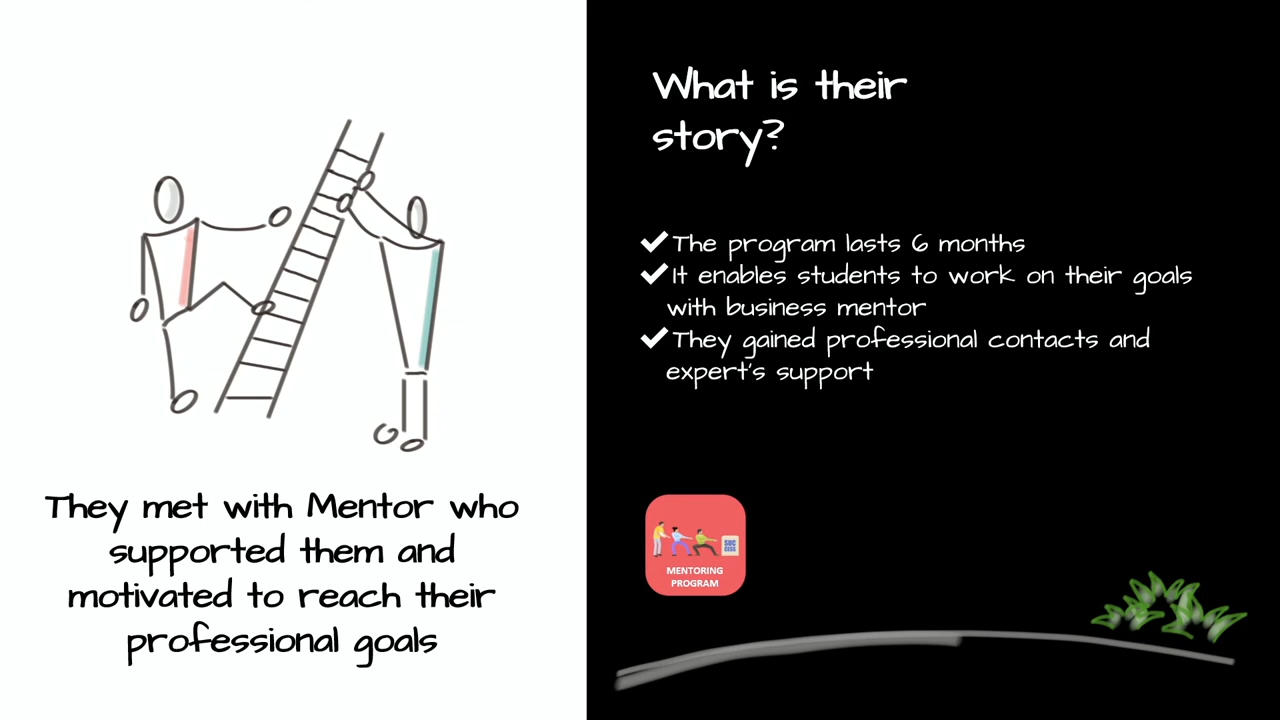 They met with Mentor who
supported them and
motivated to reach their
professional goals
What is their
story?
✔The program lasts 6 months
✔It enables students to work on their goals
with business mentor
✔They gained professional contacts and
expert's support
SUC
CESS
MENTORING
PROGRAM